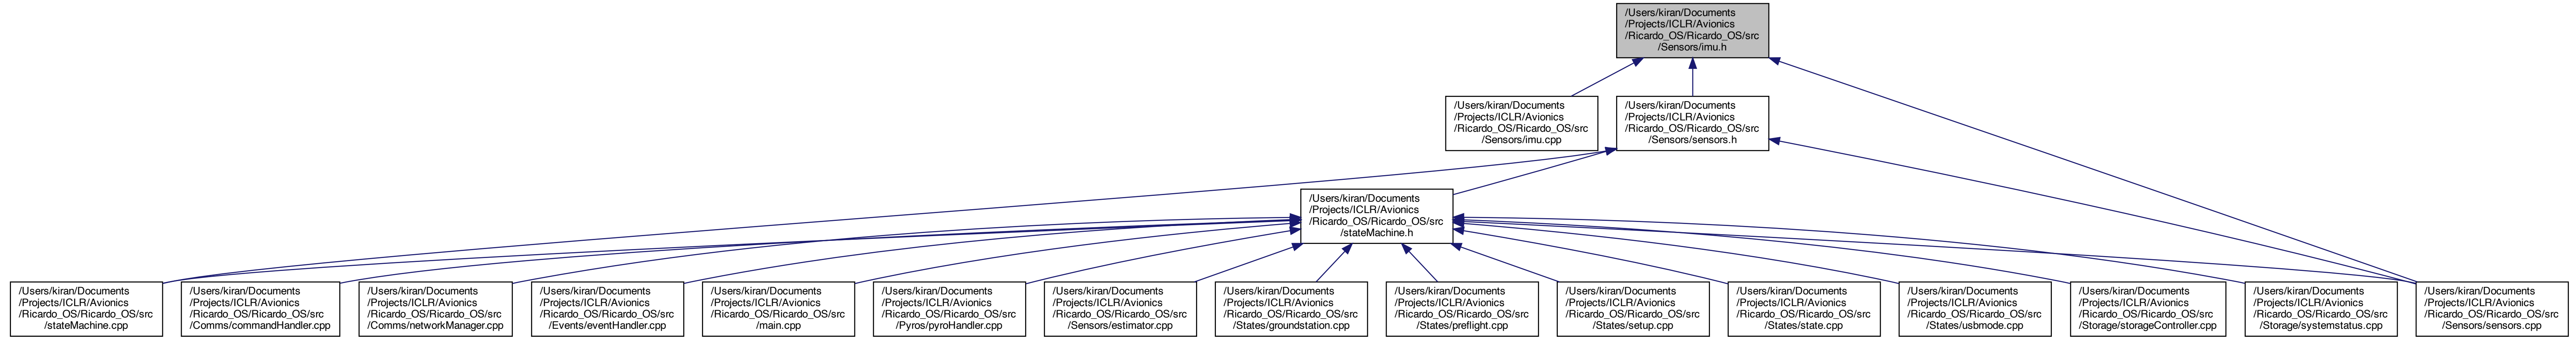 /Users/kiran/Documents
/Projects/ICLR/Avionics
/Ricardo_OS/Ricardo_OS/src
/Sensors/imu.h
/Users/kiran/Documents
/Projects/ICLR/Avionics
/Ricardo_OS/Ricardo_OS/src
/Sensors/imu.cpp
/Users/kiran/Documents
/Projects/ICLR/Avionics
/Ricardo_OS/Ricardo_OS/src
/Sensors/sensors.h
/Users/kiran/Documents
/Projects/ICLR/Avionics
/Ricardo_OS/Ricardo_OS/src
/stateMachine.h
/Users/kiran/Documents
/Projects/ICLR/Avionics
/Ricardo_OS/Ricardo_OS/src
/stateMachine.cpp
/Users/kiran/Documents
/Projects/ICLR/Avionics
/Ricardo_OS/Ricardo_OS/src
/Comms/commandHandler.cpp
/Users/kiran/Documents
/Projects/ICLR/Avionics
/Ricardo_OS/Ricardo_OS/src
/Comms/networkManager.cpp
/Users/kiran/Documents
/Projects/ICLR/Avionics
/Ricardo_OS/Ricardo_OS/src
/Events/eventHandler.cpp
/Users/kiran/Documents
/Projects/ICLR/Avionics
/Ricardo_OS/Ricardo_OS/src
/main.cpp
/Users/kiran/Documents
/Projects/ICLR/Avionics
/Ricardo_OS/Ricardo_OS/src
/Pyros/pyroHandler.cpp
/Users/kiran/Documents
/Projects/ICLR/Avionics
/Ricardo_OS/Ricardo_OS/src
/Sensors/estimator.cpp
/Users/kiran/Documents
/Projects/ICLR/Avionics
/Ricardo_OS/Ricardo_OS/src
/States/groundstation.cpp
/Users/kiran/Documents
/Projects/ICLR/Avionics
/Ricardo_OS/Ricardo_OS/src
/States/preflight.cpp
/Users/kiran/Documents
/Projects/ICLR/Avionics
/Ricardo_OS/Ricardo_OS/src
/States/setup.cpp
/Users/kiran/Documents
/Projects/ICLR/Avionics
/Ricardo_OS/Ricardo_OS/src
/States/state.cpp
/Users/kiran/Documents
/Projects/ICLR/Avionics
/Ricardo_OS/Ricardo_OS/src
/States/usbmode.cpp
/Users/kiran/Documents
/Projects/ICLR/Avionics
/Ricardo_OS/Ricardo_OS/src
/Storage/storageController.cpp
/Users/kiran/Documents
/Projects/ICLR/Avionics
/Ricardo_OS/Ricardo_OS/src
/Storage/systemstatus.cpp
/Users/kiran/Documents
/Projects/ICLR/Avionics
/Ricardo_OS/Ricardo_OS/src
/Sensors/sensors.cpp